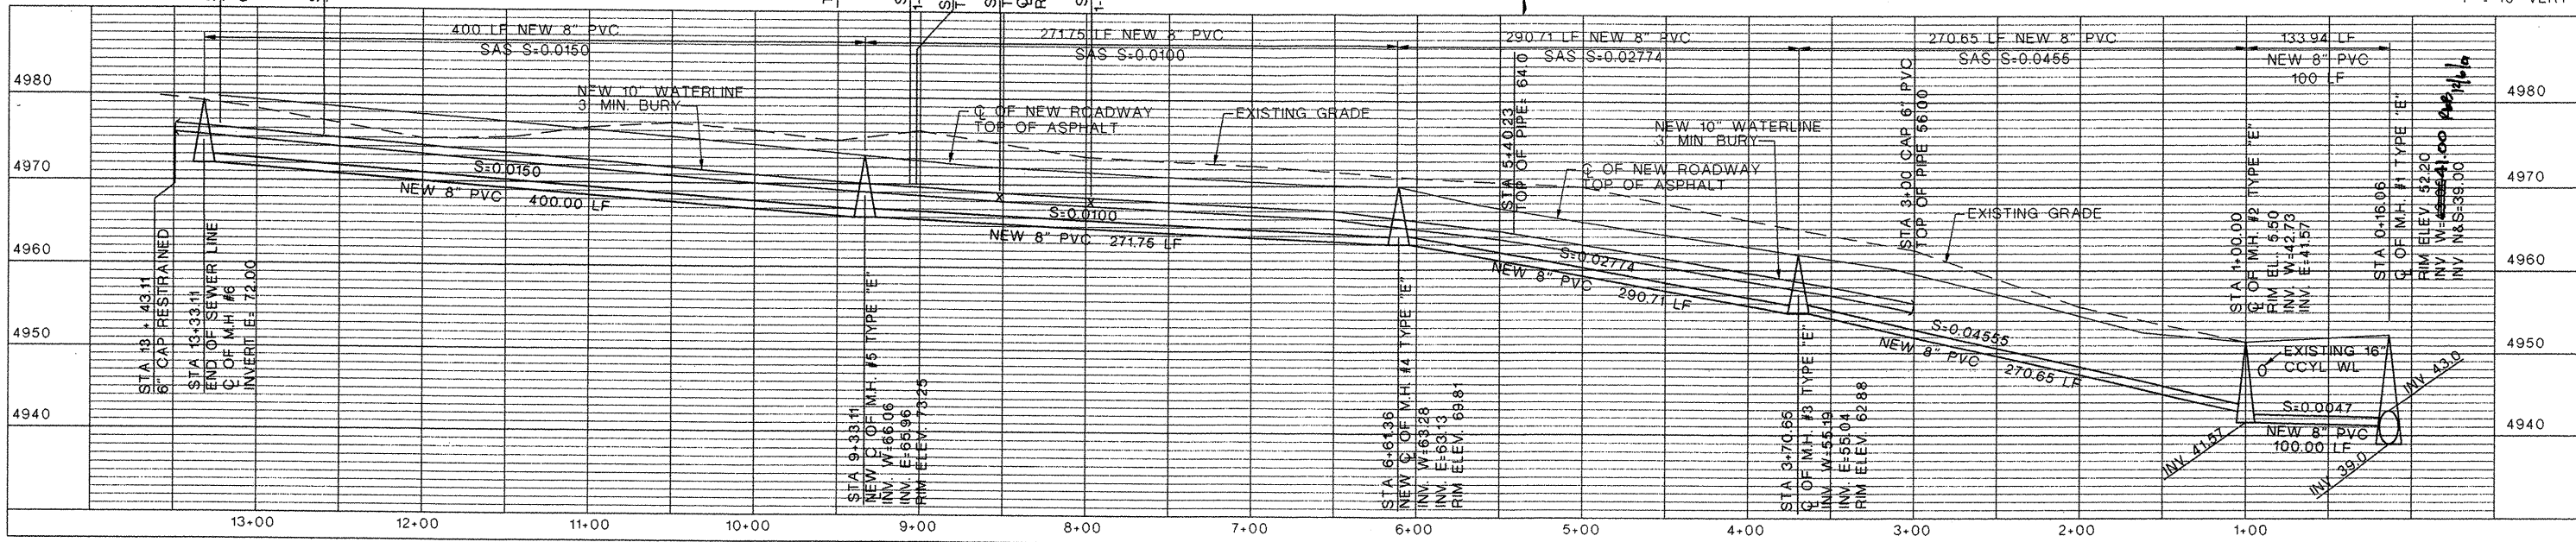 400 LF NEW 8" PVC
SAS S=0.0150
271.75 LF NEW 8" PVC
SAS S=0.0100
290.71 LF NEW 8" PVC
SAS S=0.02774
270.65 LF NEW 8" PVC
SAS S=0.0455
133.94 LF
NEW 8" PVC
100 LF
4980
4970
4960
4950
4940
NEW 10" WATERLINE
3' MIN. BURY
℄ OF NEW ROADWAY
TOP OF ASPHALT
EXISTING GRADE
STA 5+40.23
TOP OF PIPE= 64.0
NEW 10" WATERLINE
3' MIN. BURY
℄ OF NEW ROADWAY
TOP OF ASPHALT
STA 3+00 CAP 6" PVC
TOP OF PIPE 56.00
EXISTING GRADE
S=0.0150
NEW 8" PVC 400.00 LF
S=0.0100
NEW 8" PVC 271.75 LF
S=0.02774
NEW 8" PVC 290.71 LF
S=0.04555
NEW 8" PVC 270.65 LF
S=0.0047
NEW 8" PVC
100.00 LF
EXISTING 16"
CCYL WL
INV 43.0
INV 41.57
INV 39.0
STA 13 + 43.11
6" CAP RESTRAINED
STA 13+33.11
END OF SEWER LINE
℄ OF M.H. #6
INVERT E= 72.00
STA 9+33.11
NEW ℄ OF M.H. #5 TYPE "E"
INV. W=66.06
INV. E=65.96
RIM ELEV. 73.25
STA 6+61.36
NEW ℄ OF M.H. #4 TYPE "E"
INV. W=63.28
INV. E=63.13
RIM ELEV. 69.81
STA 3+70.65
℄ OF M.H. #3 TYPE "E"
INV. W=55.19
INV. E=55.04
RIM ELEV. 62.88
STA 1+00.00
℄ OF M.H. #2 TYPE "E"
RIM EL.. 5.50
INV. W=42.73
INV. E=41.57
STA 0+16.06
℄ OF M.H. #1 TYPE "E"
RIM ELEV 52.20
INV W= 41.00
INV N&S=39.00
4980
4970
4960
4950
4940
13+00
12+00
11+00
10+00
9+00
8+00
7+00
6+00
5+00
4+00
3+00
2+00
1+00